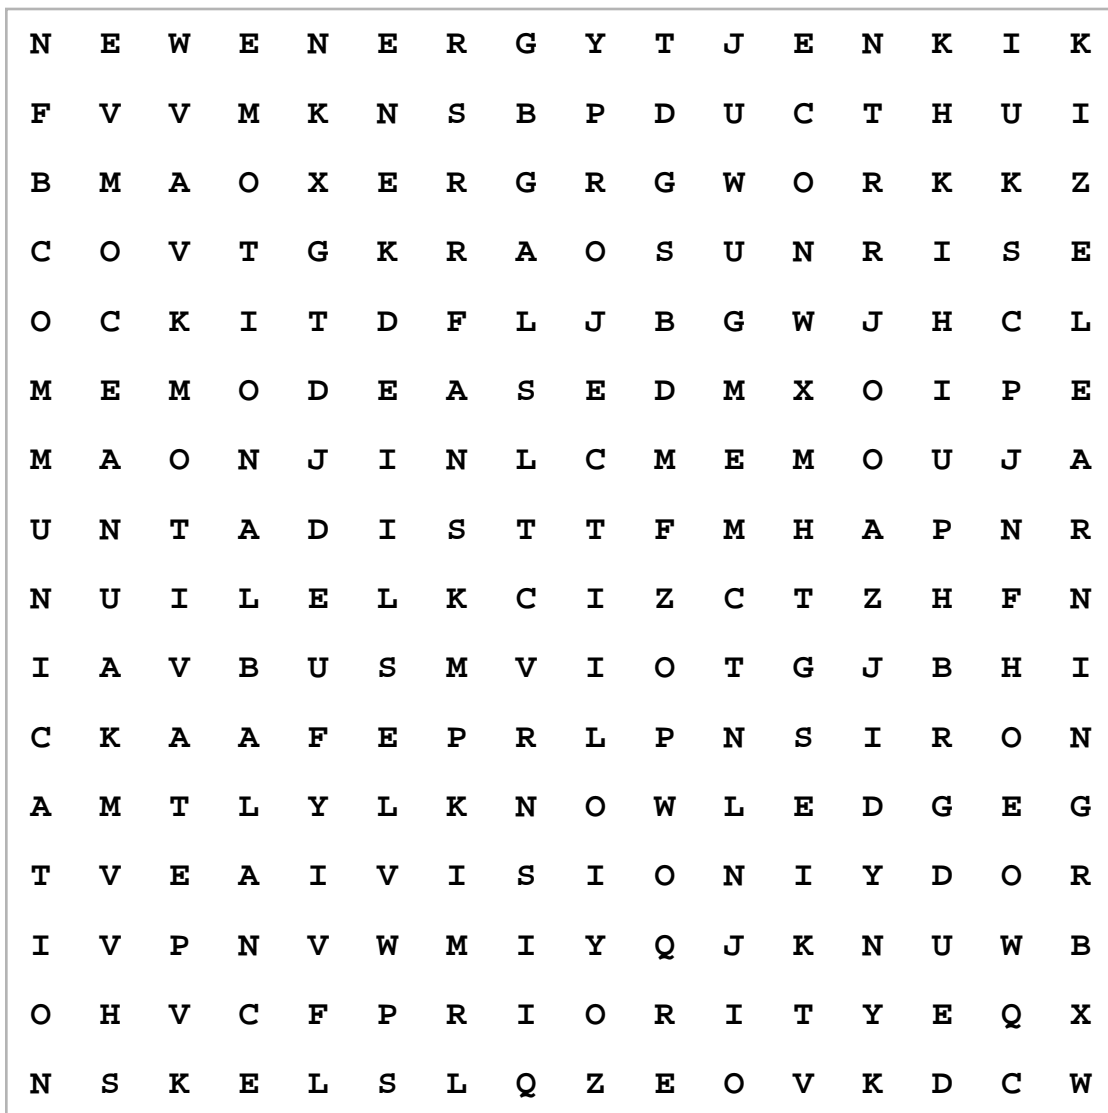 N E W E N E R G Y T J E N K I K
F V V M K N S B P D U C T H U I
B M A O X E R G R G W O R K K Z
C O V T G K R A O S U N R I S E
O C K I T D F L J B G W J H C L
M E M O D E A S E D M X O I P E
M A O N J I N L C M E M O U J A
U N T A D I S T T F M H A P N R
N U I L E L K C I Z C T Z H F N
I A V B U S M V I O T G J B H I
C K A A F E P R L P N S I R O N
A M T L Y L K N O W L E D G E G
T V E A I V I S I O N I Y D O R
I V P N V W M I Y Q J K N U W B
O H V C F P R I O R I T Y E Q X
N S K E L S L Q Z E O V K D C W